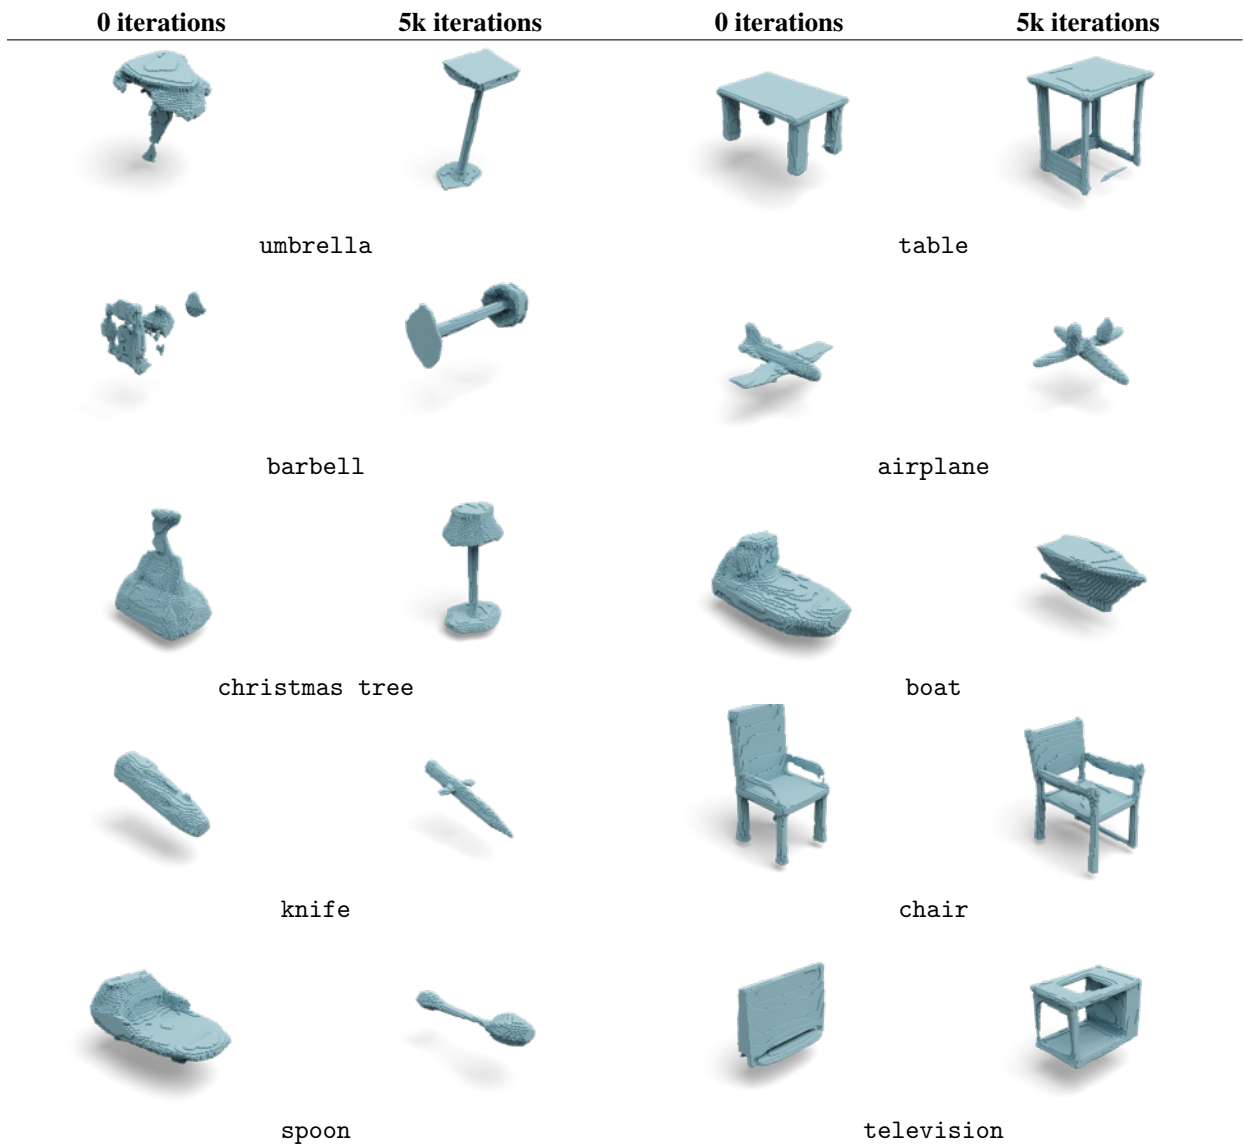 0 iterations 5k iterations 0 iterations 5k iterations
umbrella table
barbell airplane
christmas tree boat
knife chair
spoon television